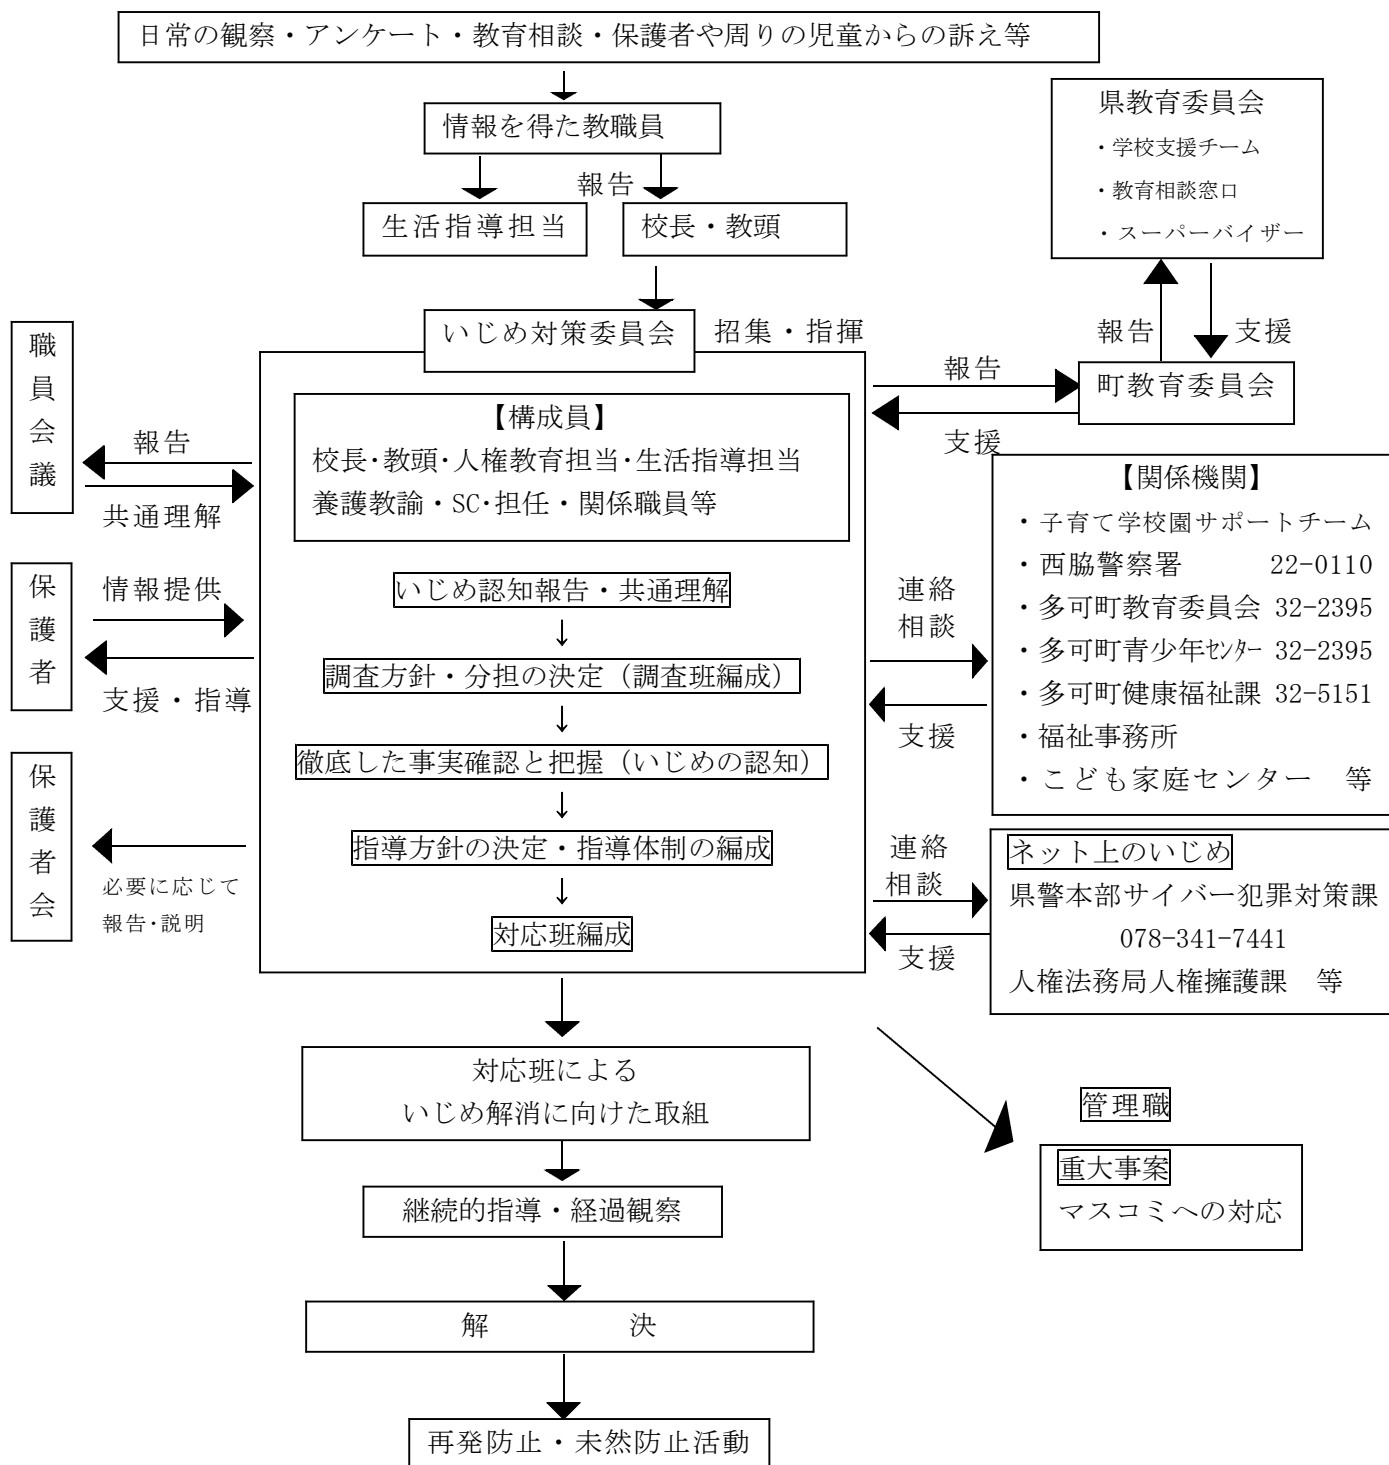 日常の観察・アンケート・教育相談・保護者や周りの児童からの訴え等
情報を得た教職員
報告
生活指導担当
校長・教頭
県教育委員会
・学校支援チーム
・教育相談窓口
・スーパーバイザー
報告
支援
町教育委員会
いじめ対策委員会
招集・指揮
報告
支援
【構成員】
校長・教頭・人権教育担当・生活指導担当
養護教諭・SC・担任・関係職員等
いじめ認知報告・共通理解
↓
調査方針・分担の決定（調査班編成）
↓
徹底した事実確認と把握（いじめの認知）
↓
指導方針の決定・指導体制の編成
↓
対応班編成
職員会議
報告
共通理解
保護者
情報提供
支援・指導
保護者会
必要に応じて
報告・説明
連絡
相談
支援
【関係機関】
・子育て学校園サポートチーム
・西脇警察署 22-0110
・多可町教育委員会 32-2395
・多可町青少年ｾﾝﾀｰ 32-2395
・多可町健康福祉課 32-5151
・福祉事務所
・こども家庭センター 等
連絡
相談
支援
ネット上のいじめ
県警本部サイバー犯罪対策課
078-341-7441
人権法務局人権擁護課 等
管理職
重大事案
マスコミへの対応
対応班による
いじめ解消に向けた取組
継続的指導・経過観察
解 決
再発防止・未然防止活動